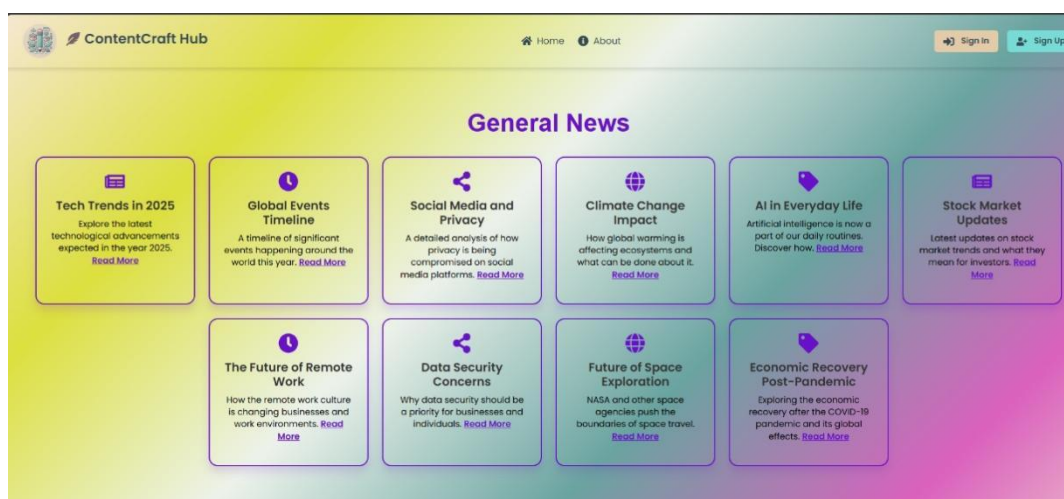 ContentCraft Hub
Home
About
Sign In
Sign Up
General News
Tech Trends in 2025
Explore the latest
technological advancements
expected in the year 2025.
Read More
Global Events
Timeline
A timeline of significant
events happening around the
world this year. Read More
Social Media and
Privacy
A detailed analysis of how
privacy is being
compromised on social
media platforms. Read More
Climate Change
Impact
How global warming is
affecting ecosystems and
what can be done about it.
Read More
AI in Everyday Life
Artificial intelligence is now a
part of our daily routines.
Discover how. Read More
Stock Market
Updates
Latest updates on stock
market trends and what they
mean for investors. Read
More
The Future of Remote
Work
How the remote work culture
is changing businesses and
work environments. Read
More
Data Security
Concerns
Why data security should be
a priority for businesses and
individuals. Read More
Future of Space
Exploration
NASA and other space
agencies push the
boundaries of space travel.
Read More
Economic Recovery
Post-Pandemic
Exploring the economic
recovery after the COVID-19
pandemic and its global
effects. Read More